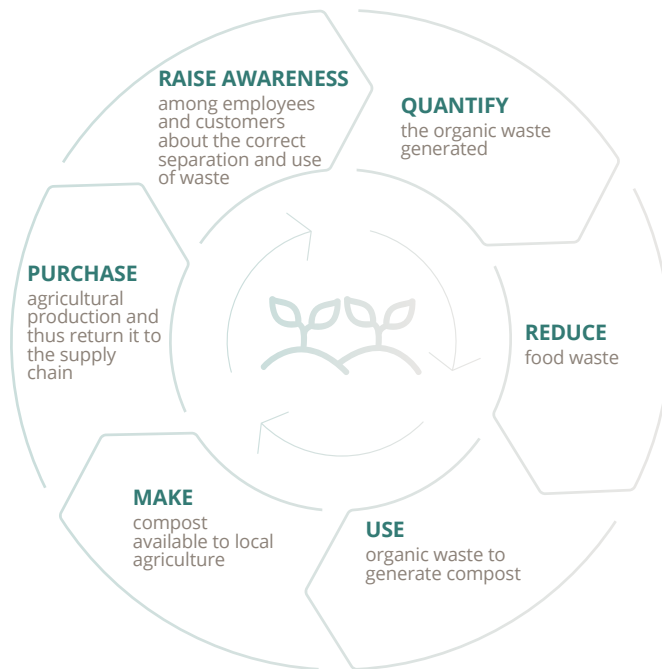 RAISE AWARENESS
among employees
and customers
about the correct
separation and use
of waste
QUANTIFY
the organic waste
generated
REDUCE
food waste
USE
organic waste to
generate compost
MAKE
compost
available to local
agriculture
PURCHASE
agricultural
production and
thus return it to
the supply
chain